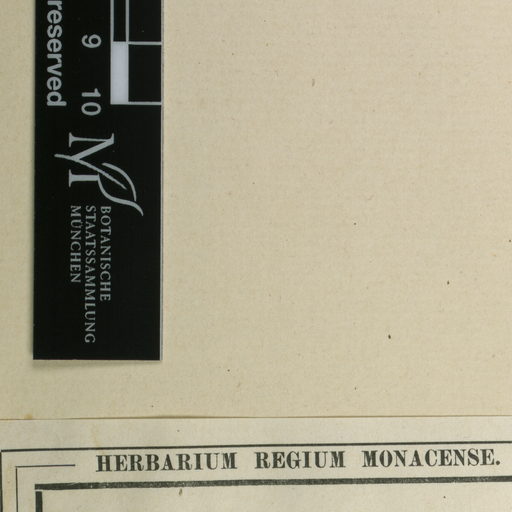 reserved
9 10
BOTANISCHE
STAATSSAMMLUNG
MÜNCHEN
HERBARIUM REGIUM MONACENSE.